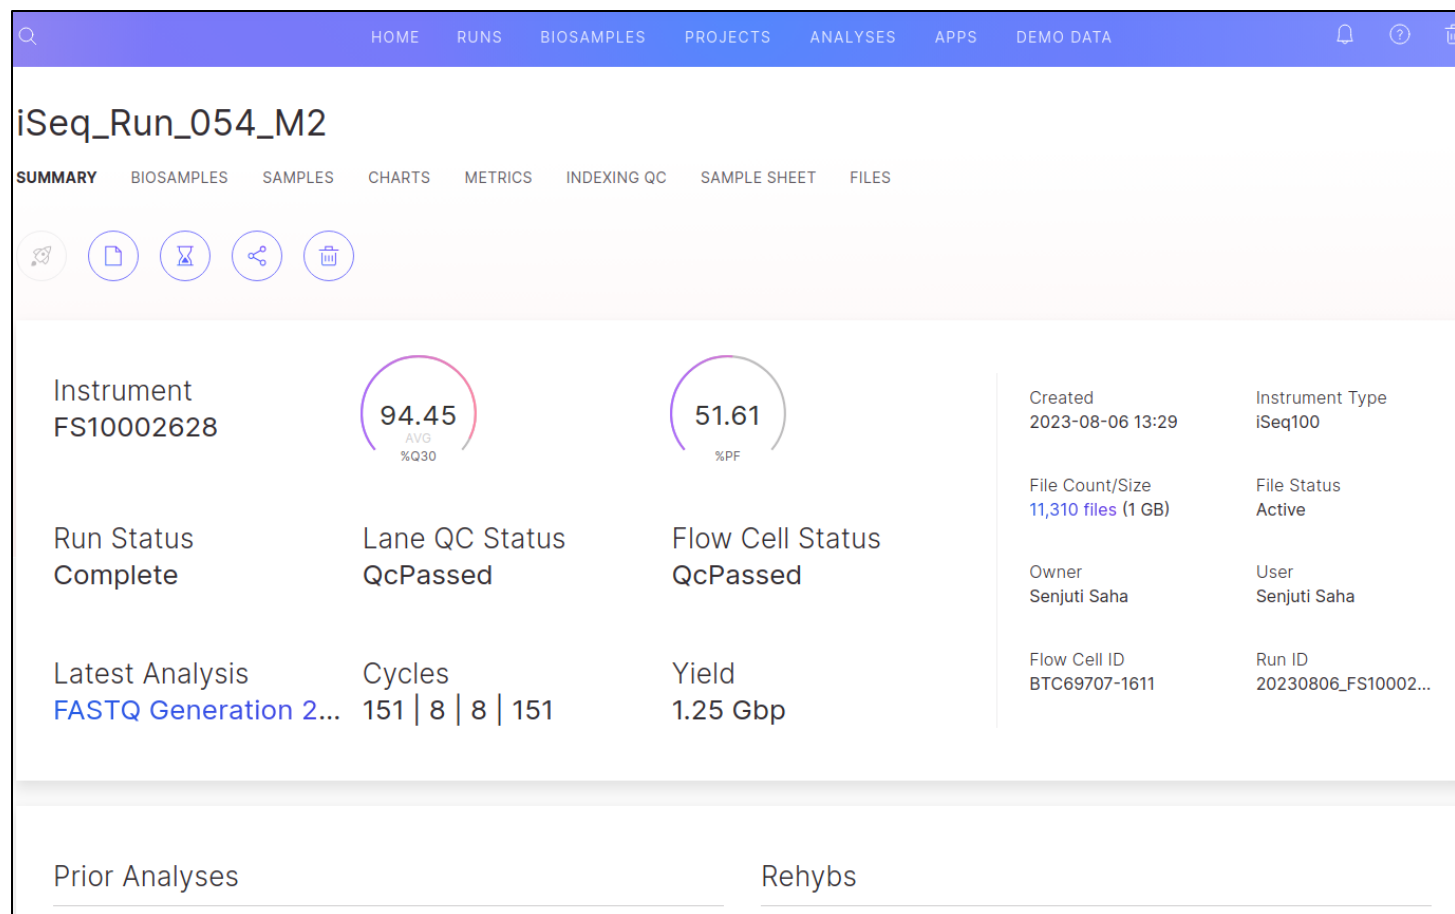 HOME RUNS BIOSAMPLES PROJECTS ANALYSES APPS DEMO DATA
iSeq_Run_054_M2
SUMMARY BIOSAMPLES SAMPLES CHARTS METRICS INDEXING QC SAMPLE SHEET FILES
Instrument
FS10002628
94.45
AVG
%Q30
51.61
%PF
Run Status
Complete
Lane QC Status
QcPassed
Flow Cell Status
QcPassed
Latest Analysis
FASTQ Generation 2...
Cycles
151 | 8 | 8 | 151
Yield
1.25 Gbp
Created
2023-08-06 13:29
Instrument Type
iSeq100
File Count/Size
11,310 files (1 GB)
File Status
Active
Owner
Senjuti Saha
User
Senjuti Saha
Flow Cell ID
BTC69707-1611
Run ID
20230806_FS10002...
Prior Analyses
Rehybs